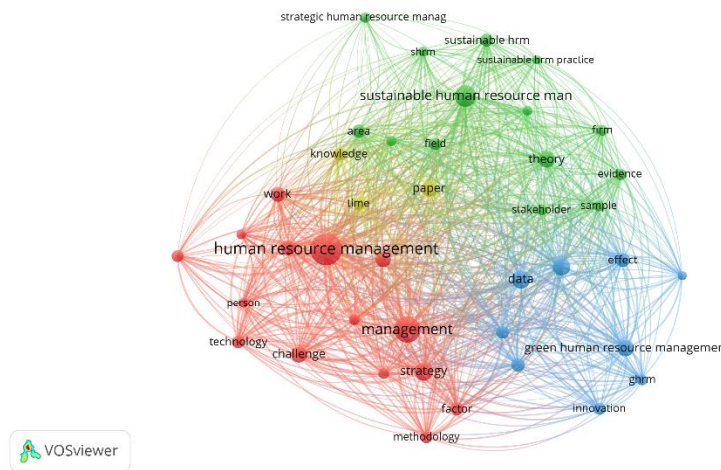 strategic human resource manag
sustainable hrm
shrm
sustainable hrm practice
sustainable human resource man
area
firm
field
knowledge
theory
evidence
paper
work
time
stakeholder
sample
human resource management
effect
data
person
technology
management
challenge
green human resource management
strategy
ghrm
factor
innovation
methodology
VOSviewer